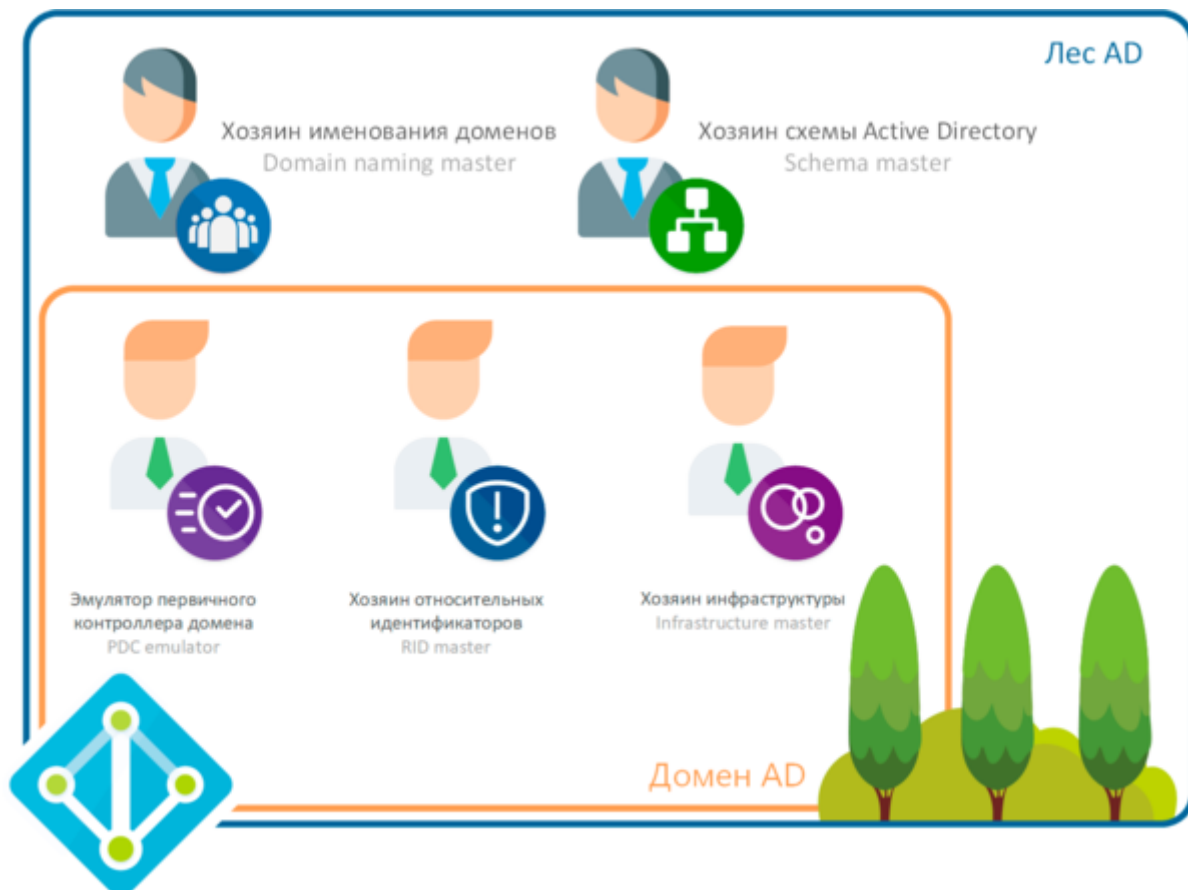 Лес AD
Хозяин именования доменов
Domain naming master
Хозяин схемы Active Directory
Schema master
Эмулятор первичного
контроллера домена
PDC emulator
Хозяин относительных
идентификаторов
RID master
Хозяин инфраструктуры
Infrastructure master
Домен AD